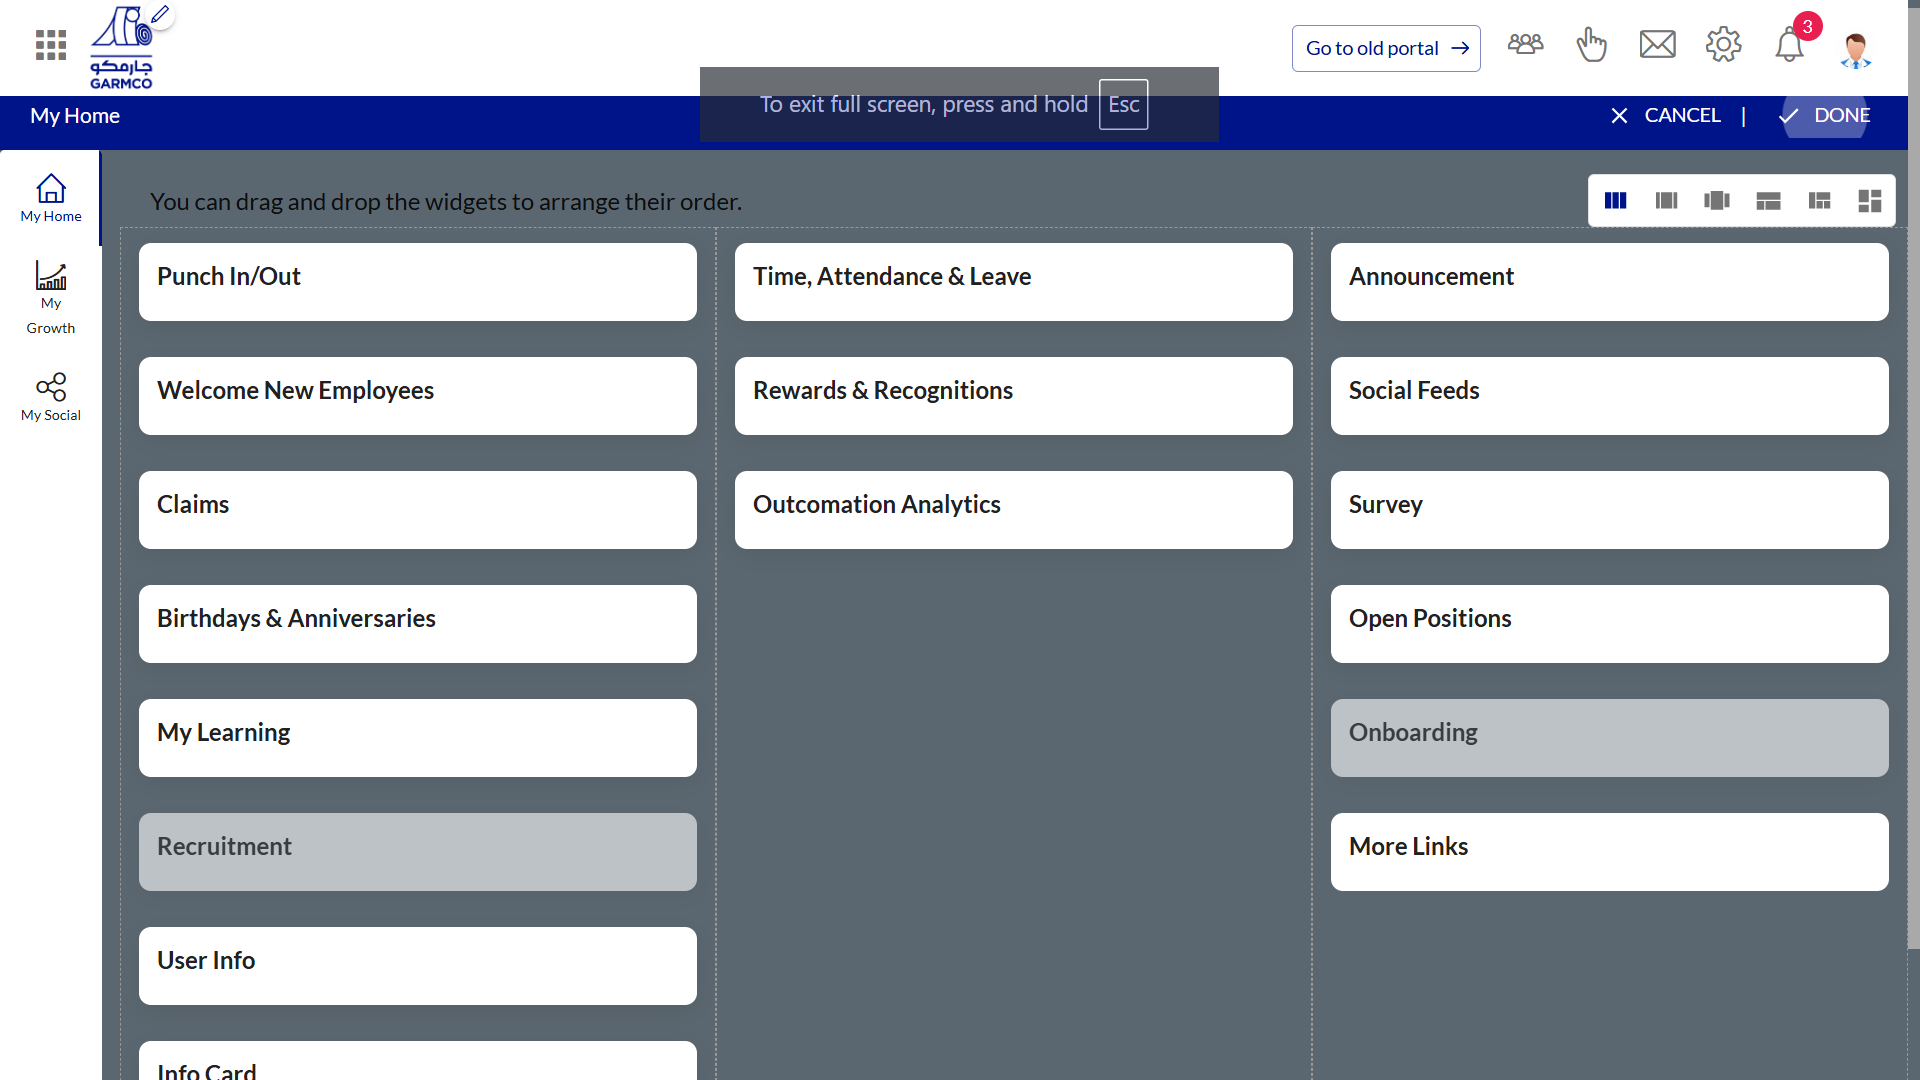 جارمكو
GARMCO
Go to old portal
3
To exit full screen, press and hold Esc
My Home
CANCEL | DONE
My Home
My
Growth
My Social
You can drag and drop the widgets to arrange their order.
Punch In/Out
Welcome New Employees
Claims
Birthdays & Anniversaries
My Learning
Recruitment
User Info
Info Card
Time, Attendance & Leave
Rewards & Recognitions
Outcomation Analytics
Announcement
Social Feeds
Survey
Open Positions
Onboarding
More Links